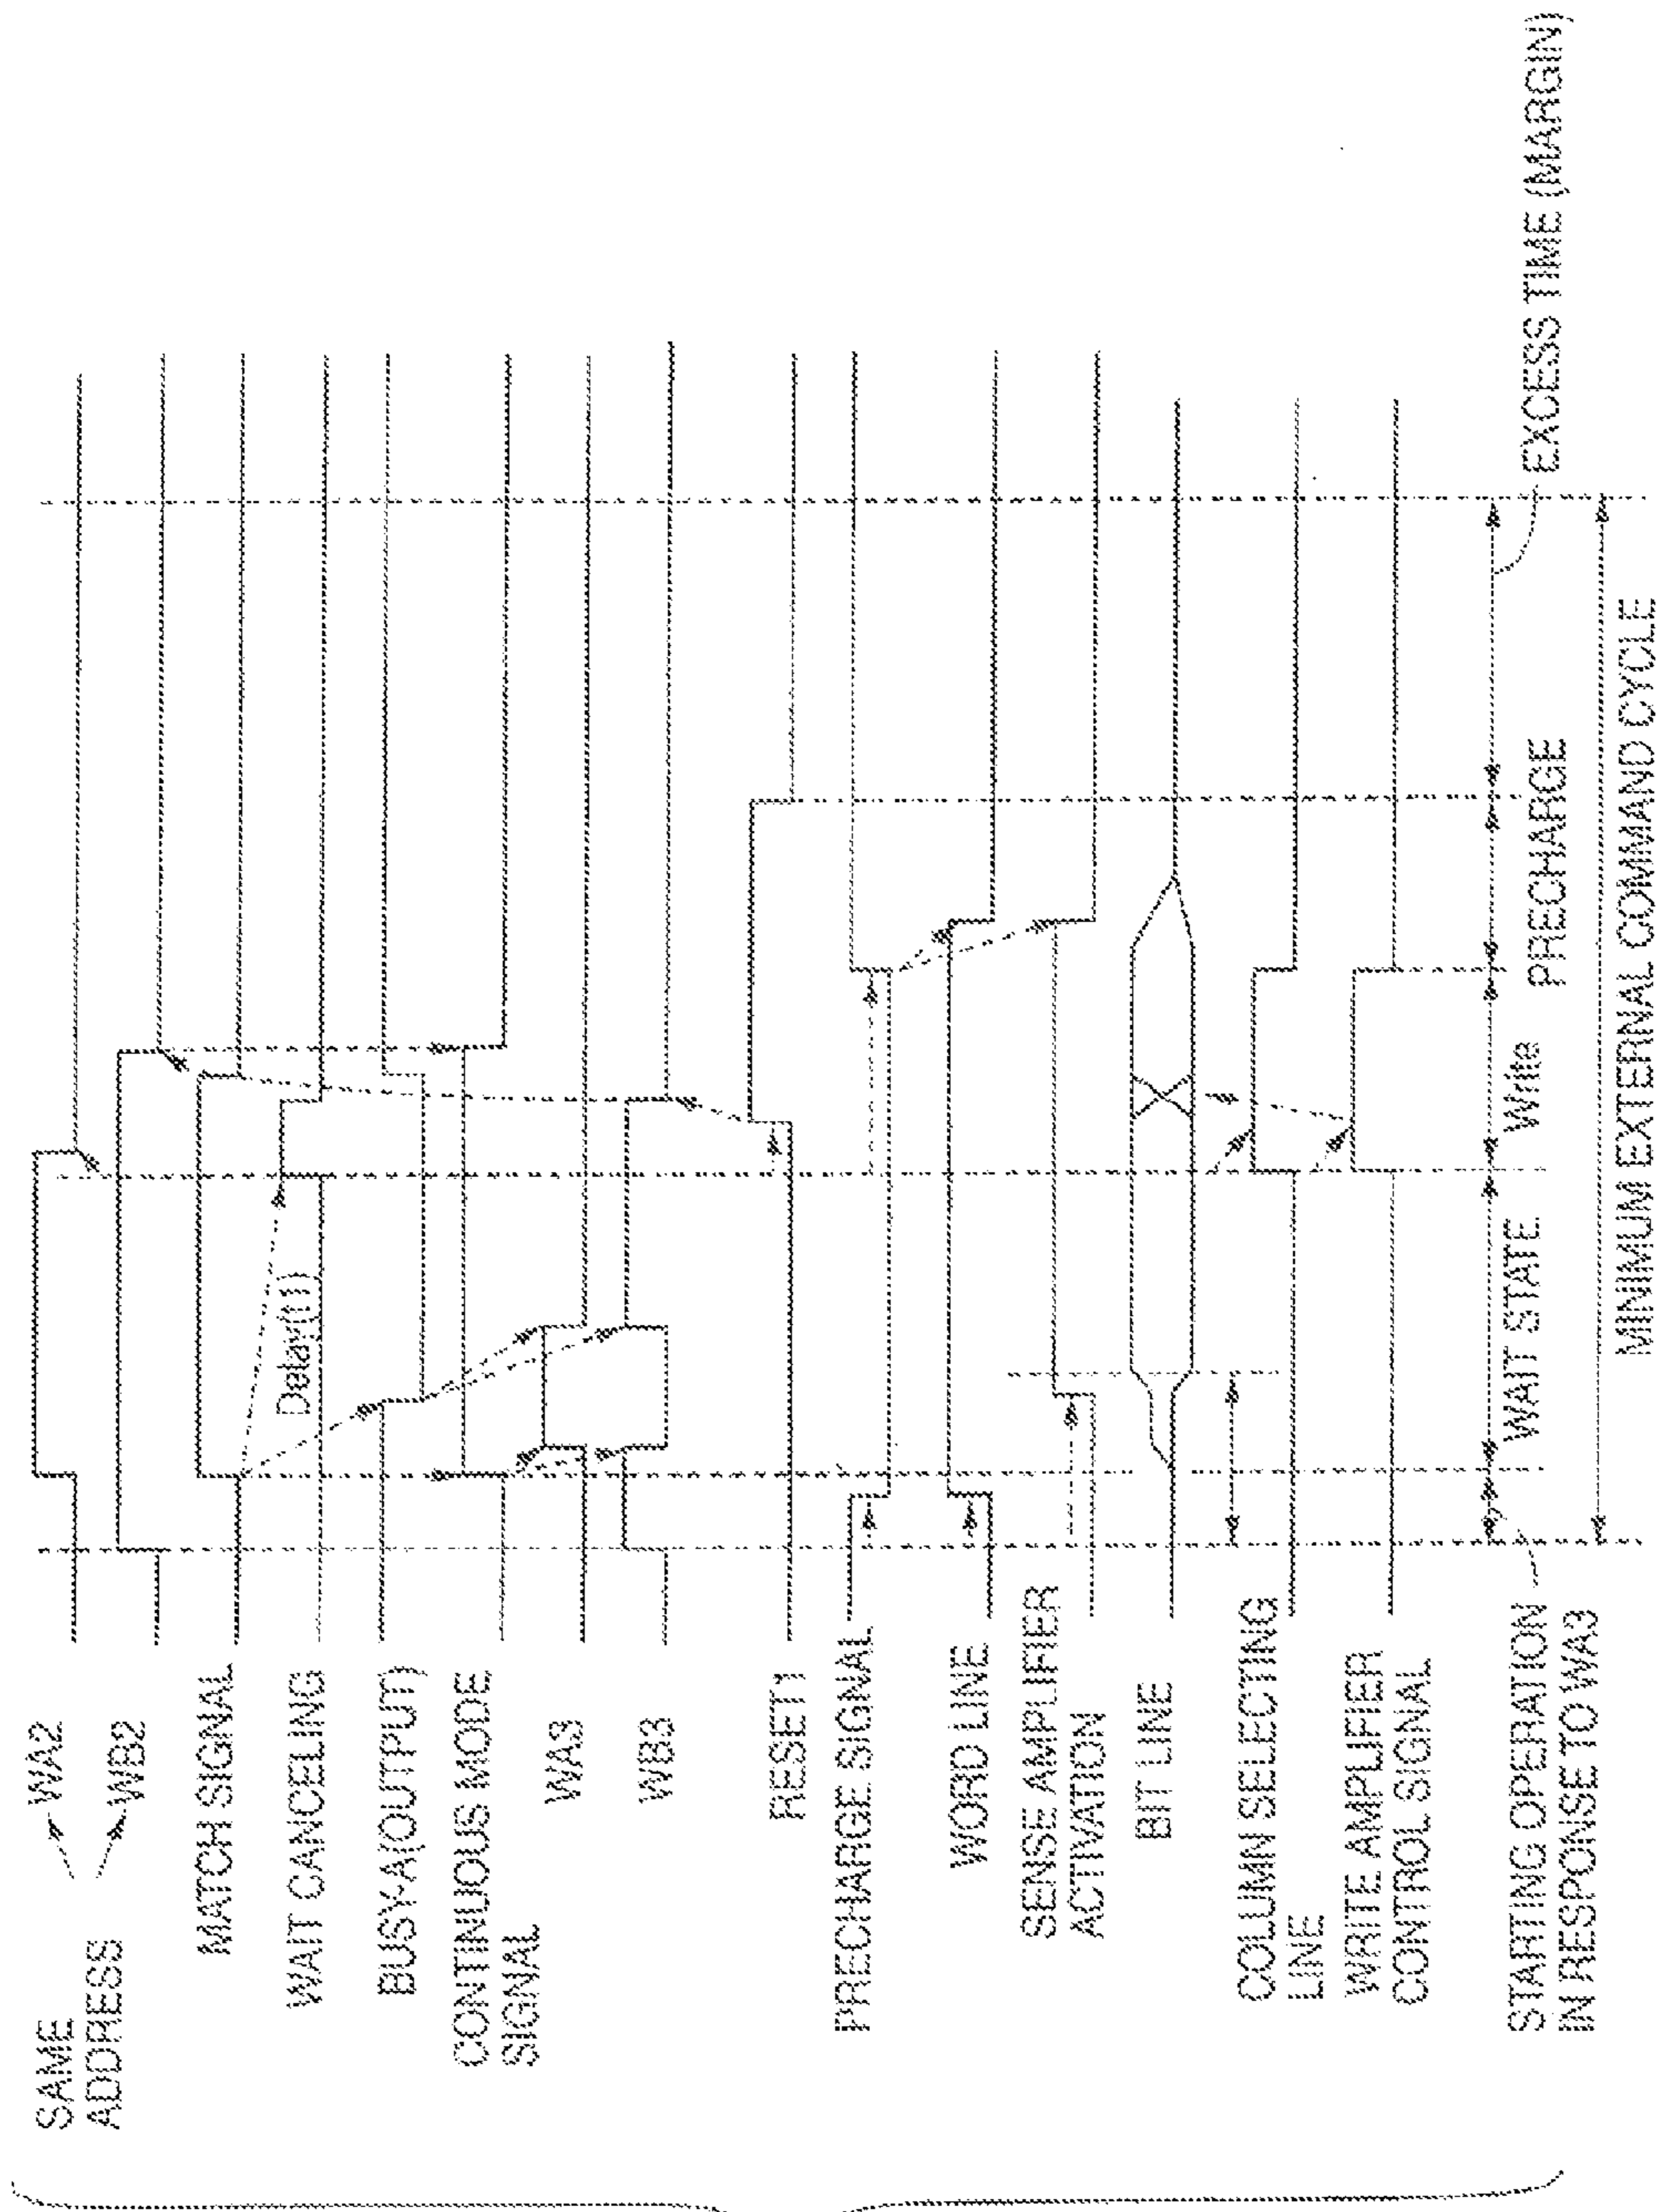 SAME
ADDRESS
WA2
WB2
MATCH SIGNAL
Delay(t1)
WAIT CANCELING
BUSY-A(OUTPUT)
CONTINUOUS MODE
SIGNAL
WA3
WB3
RESET1
PRECHARGE SIGNAL
WORD LINE
SENSE AMPLIFIER
ACTIVATION
BIT LINE
COLUMN SELECTING
LINE
WRITE AMPLIFIER
CONTROL SIGNAL
STARTING OPERATION
IN RESPONSE TO WA3
WAIT STATE
Write
PRECHARGE
EXCESS TIME (MARGIN)
MINIMUM EXTERNAL COMMAND CYCLE